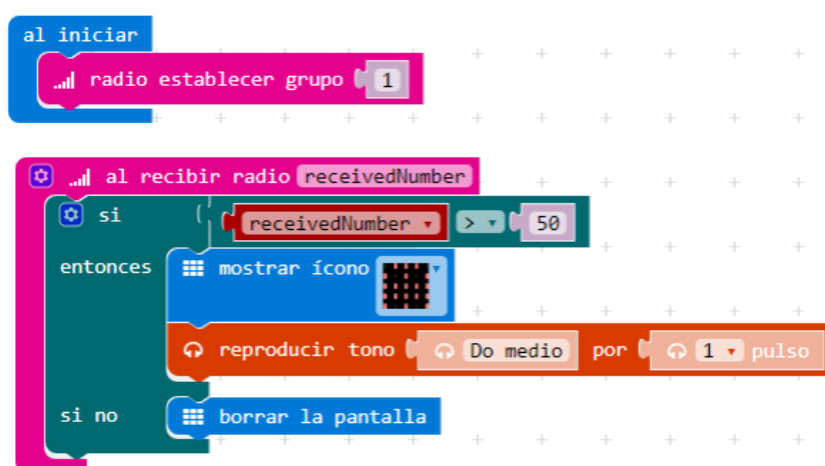 al iniciar
radio establecer grupo 1
al recibir radio receivedNumber
si receivedNumber > 50
entonces mostrar ícono
reproducir tono Do medio por 1 pulso
si no borrar la pantalla